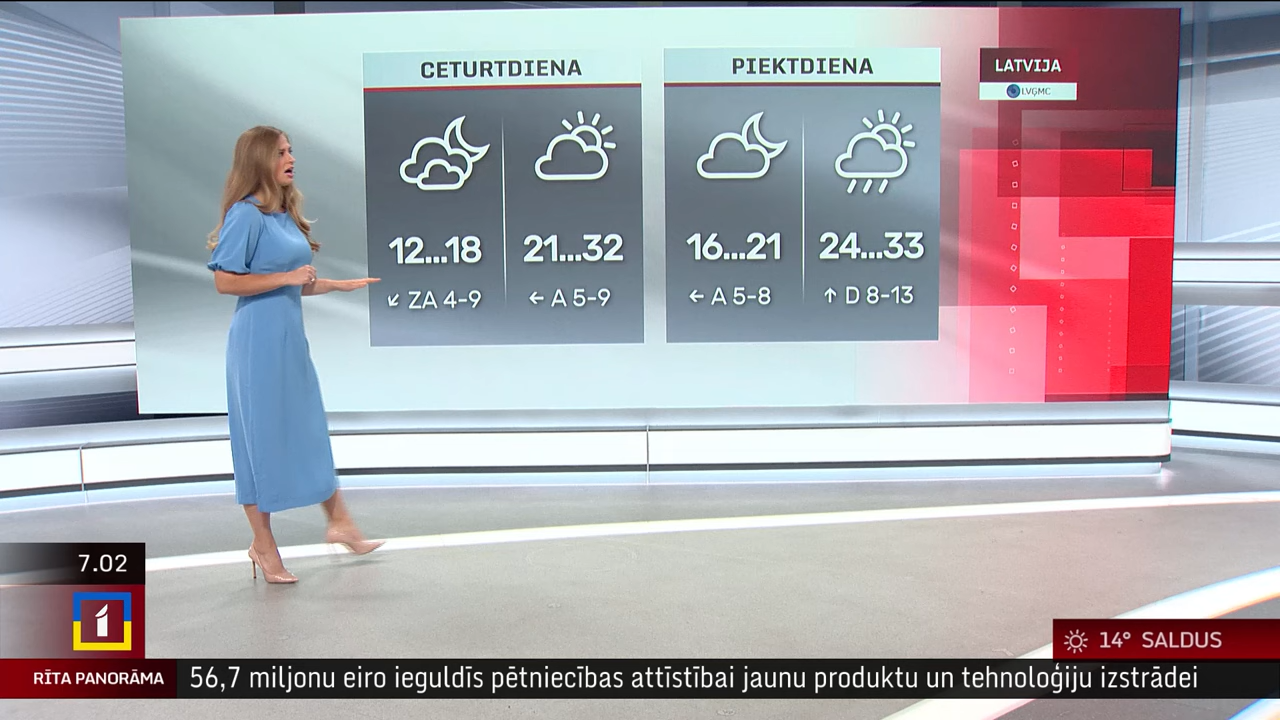 CETURTDIENA
PIEKTDIENA
LATVIJA
LVĢMC
12...18
21...32
16...21
24...33
↙ ZA 4-9
← A 5-9
← A 5-8
↑ D 8-13
7.02
1
14° SALDUS
RĪTA PANORĀMA
56,7 miljonu eiro ieguldīs pētniecības attīstībai jaunu produktu un tehnoloģiju izstrādei